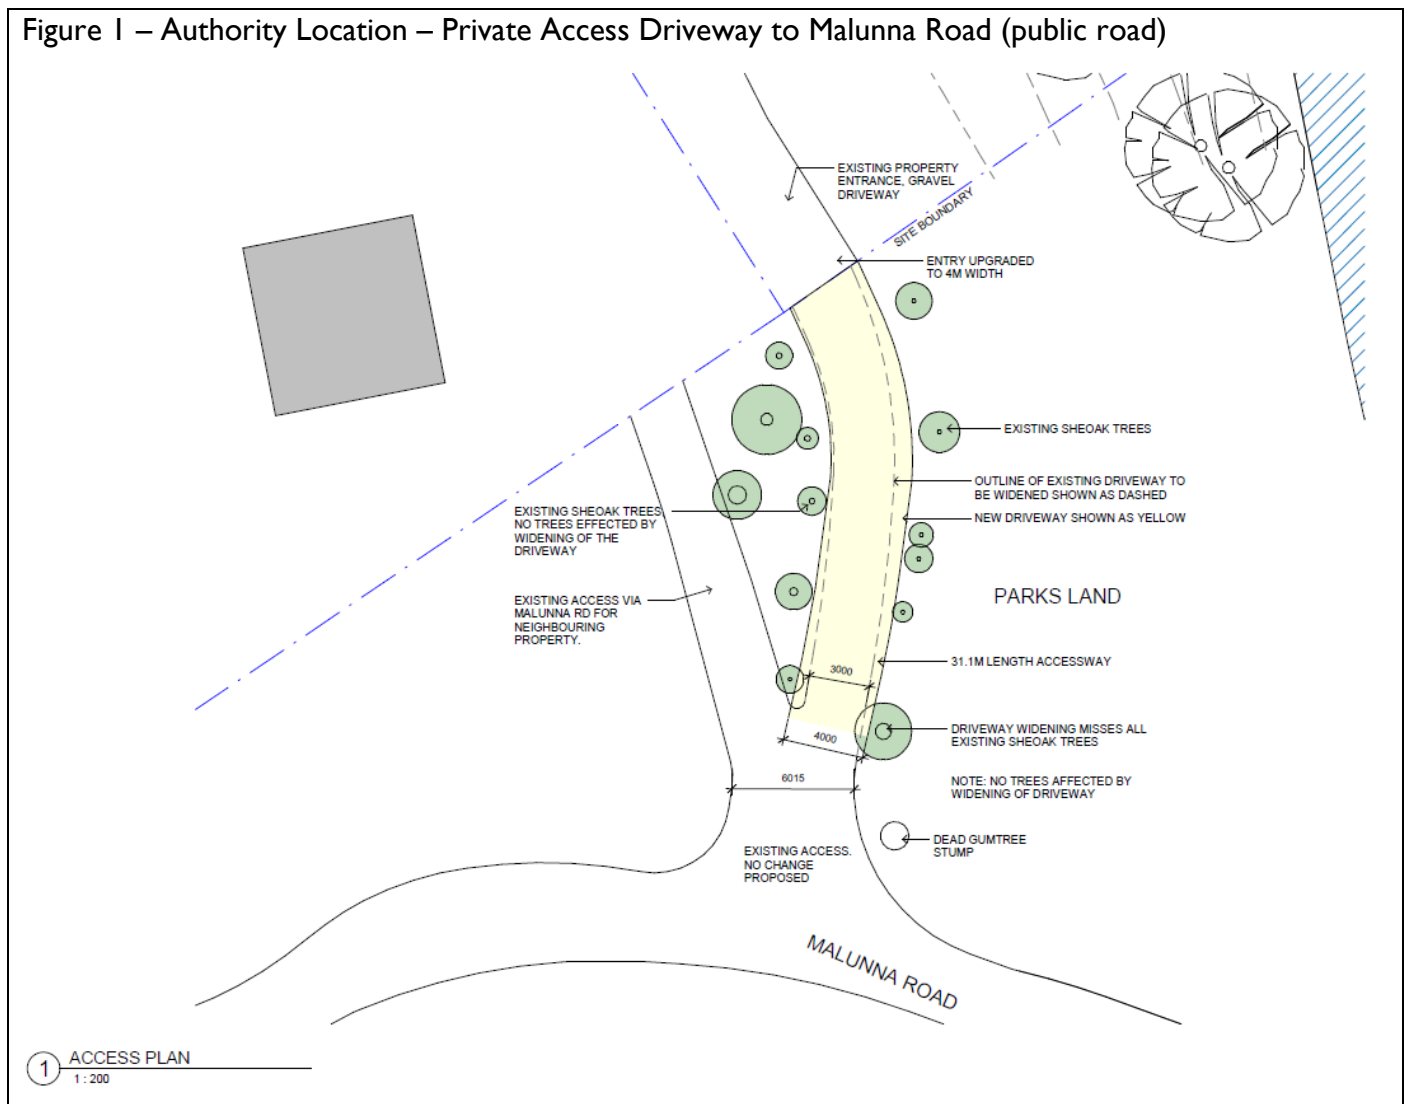 Figure 1 – Authority Location – Private Access Driveway to Malunna Road (public road)
EXISTING PROPERTY
ENTRANCE, GRAVEL
DRIVEWAY
SITE BOUNDARY
ENTRY UPGRADED
TO 4M WIDTH
EXISTING SHEOAK TREES
OUTLINE OF EXISTING DRIVEWAY TO
BE WIDENED SHOWN AS DASHED
NEW DRIVEWAY SHOWN AS YELLOW
EXISTING SHEOAK TREES,
NO TREES EFFECTED BY
WIDENING OF THE
DRIVEWAY
EXISTING ACCESS VIA
MALUNNA RD FOR
NEIGHBOURING
PROPERTY.
PARKS LAND
31.1M LENGTH ACCESSWAY
3000
DRIVEWAY WIDENING MISSES ALL
EXISTING SHEOAK TREES
4000
6015
NOTE: NO TREES AFFECTED BY
WIDENING OF DRIVEWAY
DEAD GUMTREE
STUMP
EXISTING ACCESS.
NO CHANGE
PROPOSED
MALUNNA ROAD
1 ACCESS PLAN
1 : 200